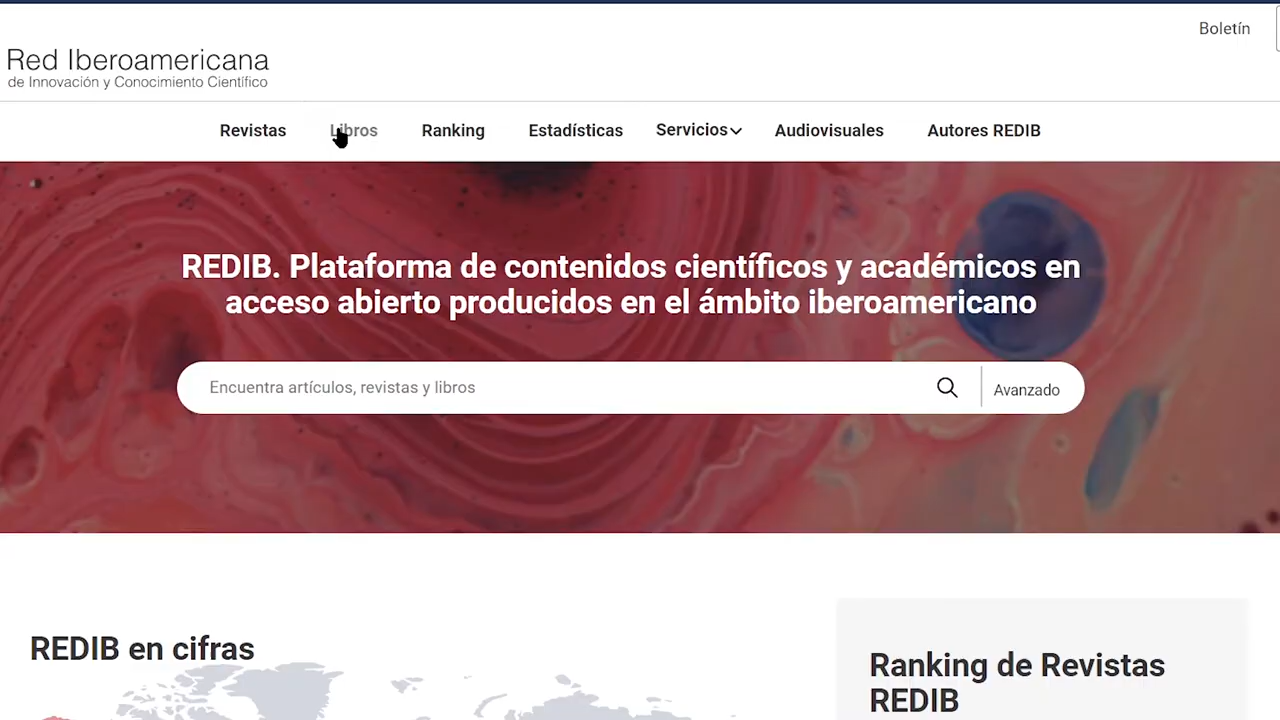 Boletín
Red Iberoamericana
de Innovación y Conocimiento Científico
Revistas Libros Ranking Estadísticas Servicios Audiovisuales Autores REDIB
REDIB. Plataforma de contenidos científicos y académicos en
acceso abierto producidos en el ámbito iberoamericano
Encuentra artículos, revistas y libros
Avanzado
REDIB en cifras
Ranking de Revistas
REDIB